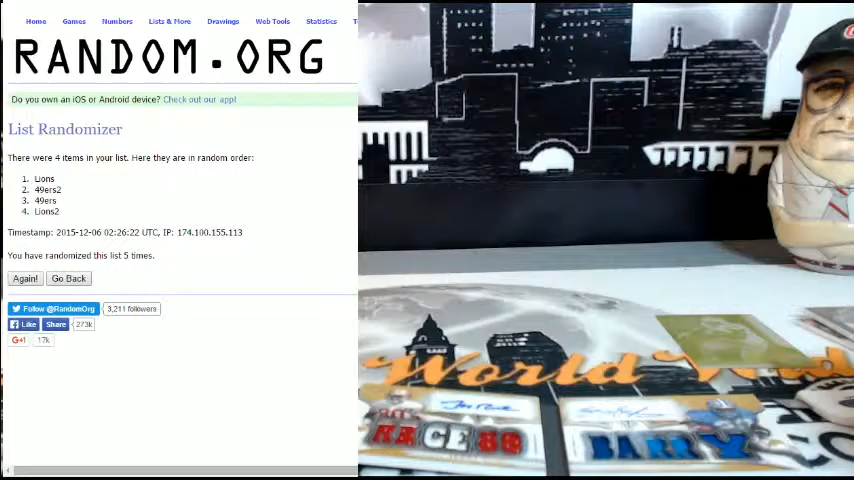 Home Games Numbers Lists & More Drawings Web Tools Statistics T
RANDOM.ORG
Do you own an iOS or Android device? Check out our app!
List Randomizer
There were 4 items in your list. Here they are in random order:
1. Lions
2. 49ers2
3. 49ers
4. Lions2
Timestamp: 2015-12-06 02:26:22 UTC, IP: 174.100.155.113
You have randomized this list 5 times.
Again! Go Back
Follow @RandomOrg 3,211 followers
Like Share 273k
G+1 17k
World
BARRY